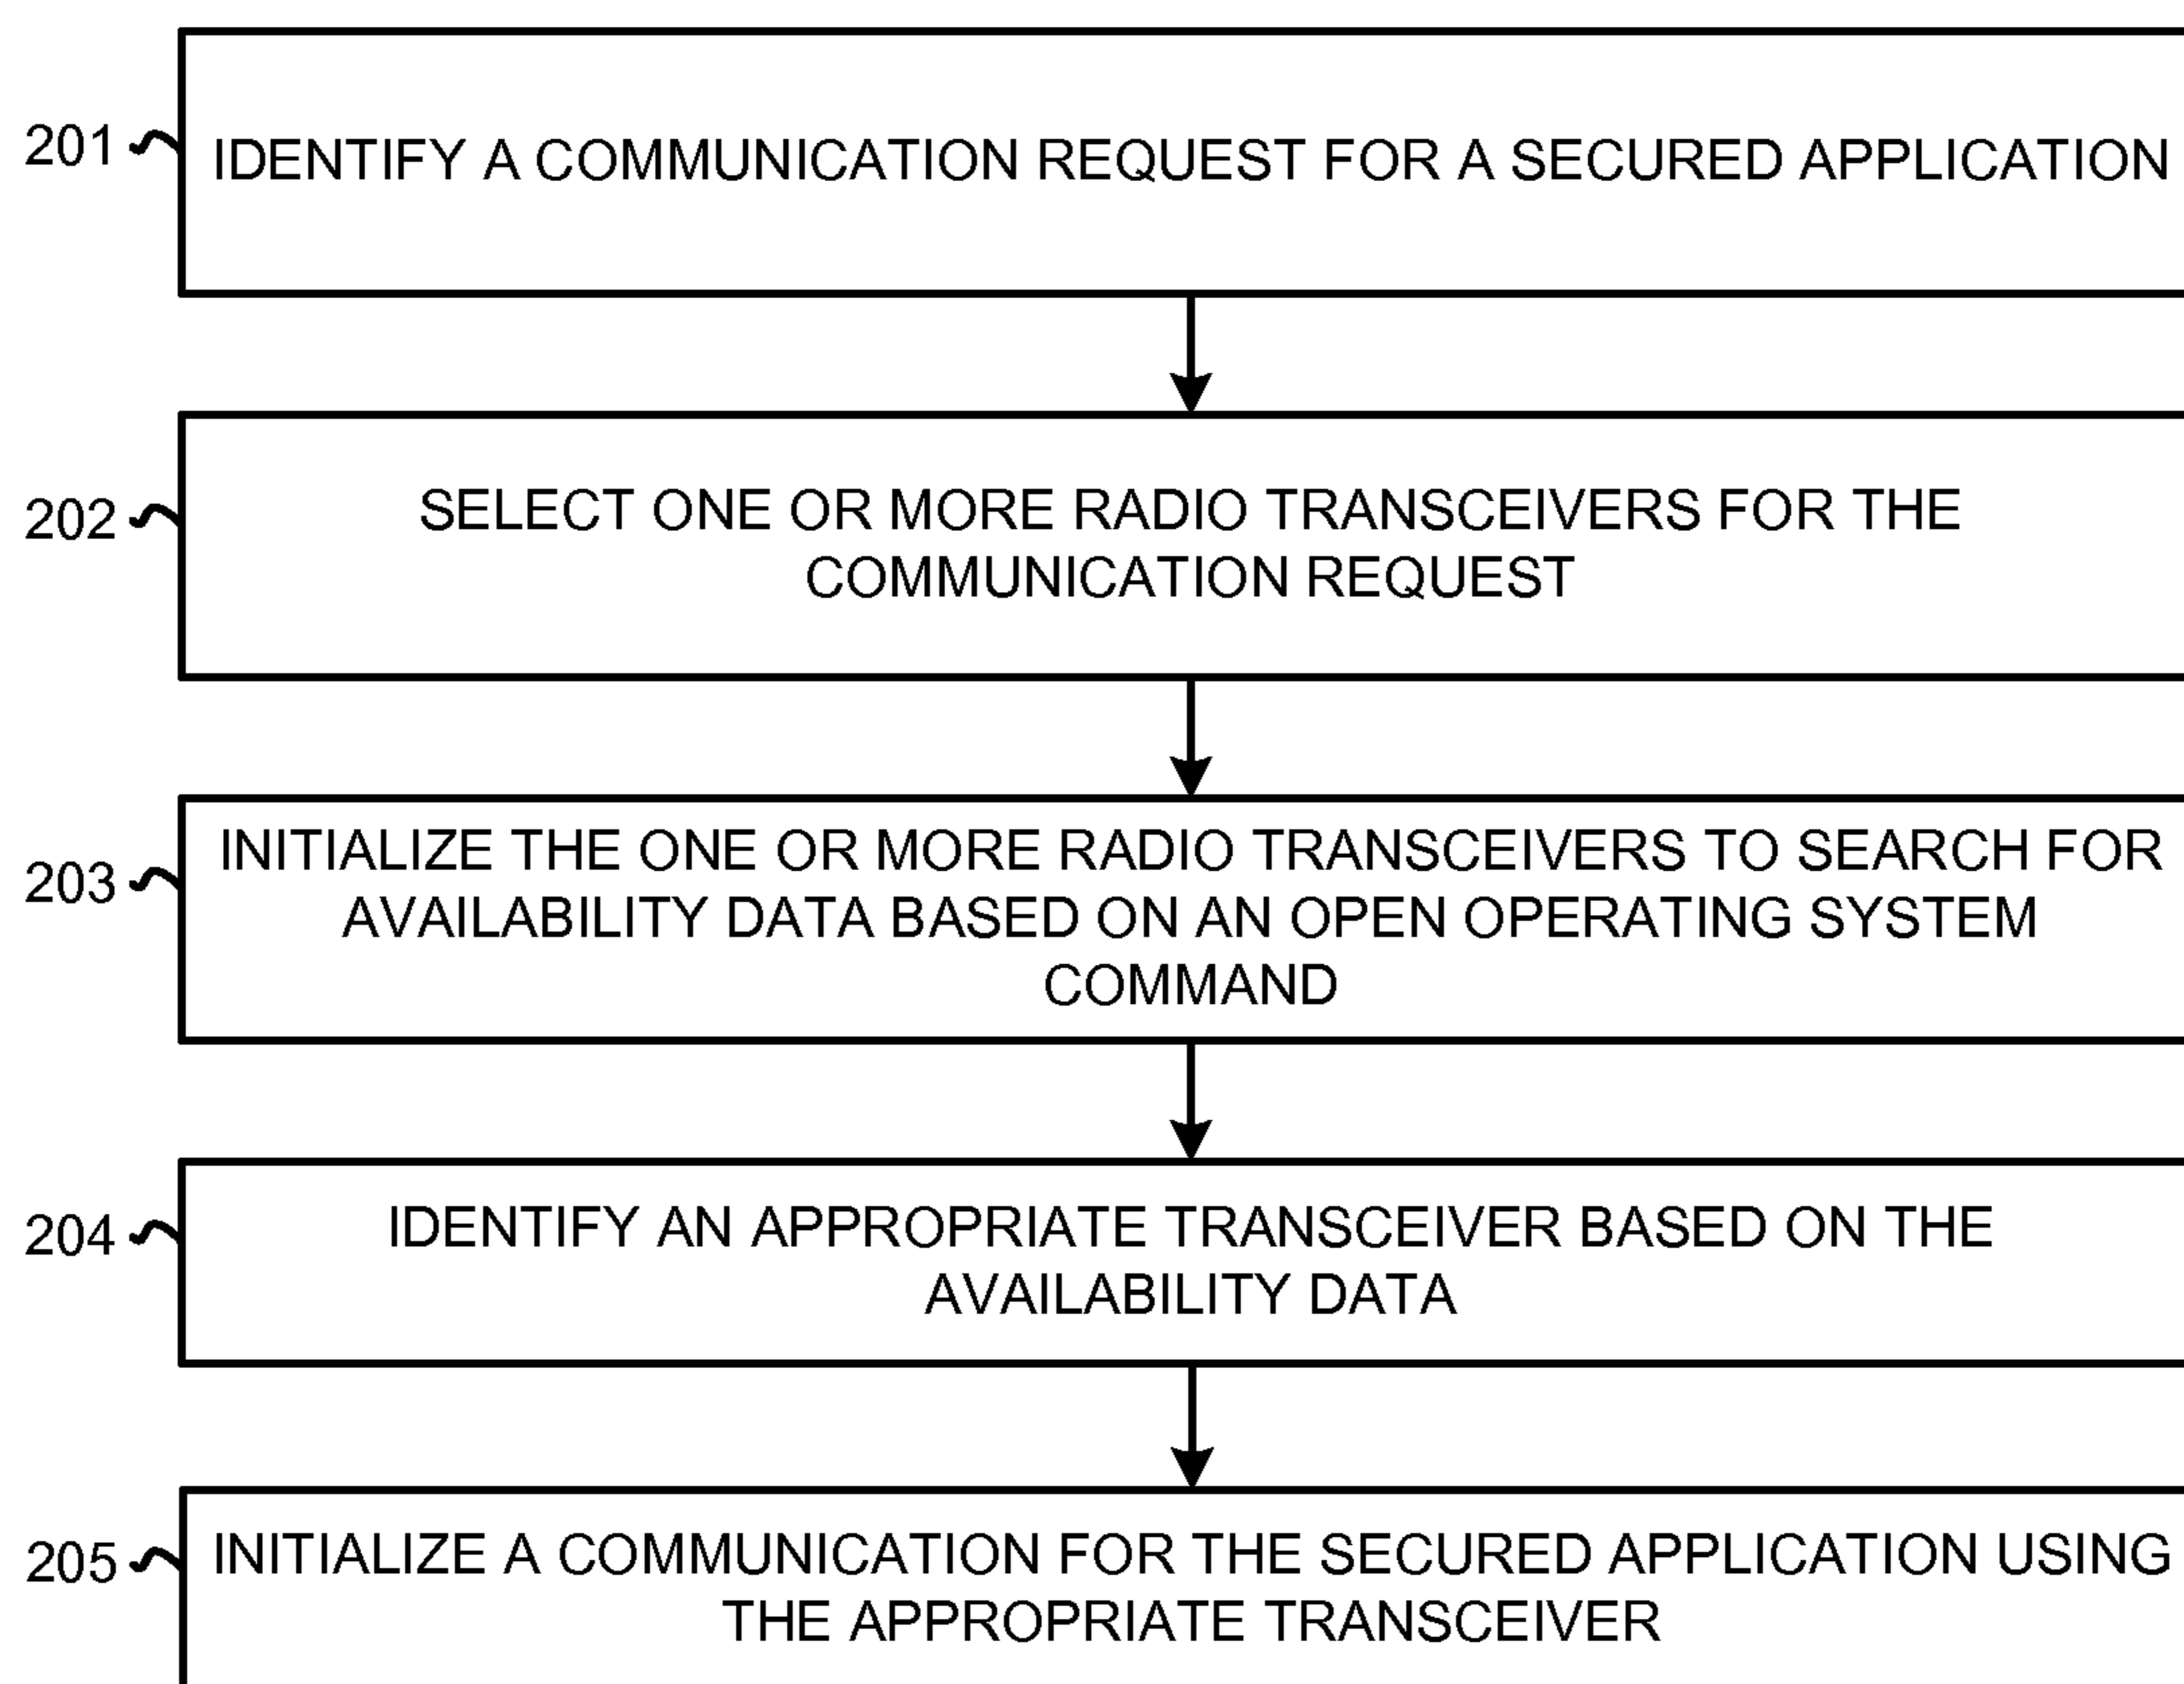 201
IDENTIFY A COMMUNICATION REQUEST FOR A SECURED APPLICATION
202
SELECT ONE OR MORE RADIO TRANSCEIVERS FOR THE
COMMUNICATION REQUEST
203
INITIALIZE THE ONE OR MORE RADIO TRANSCEIVERS TO SEARCH FOR
AVAILABILITY DATA BASED ON AN OPEN OPERATING SYSTEM
COMMAND
204
IDENTIFY AN APPROPRIATE TRANSCEIVER BASED ON THE
AVAILABILITY DATA
205
INITIALIZE A COMMUNICATION FOR THE SECURED APPLICATION USING
THE APPROPRIATE TRANSCEIVER